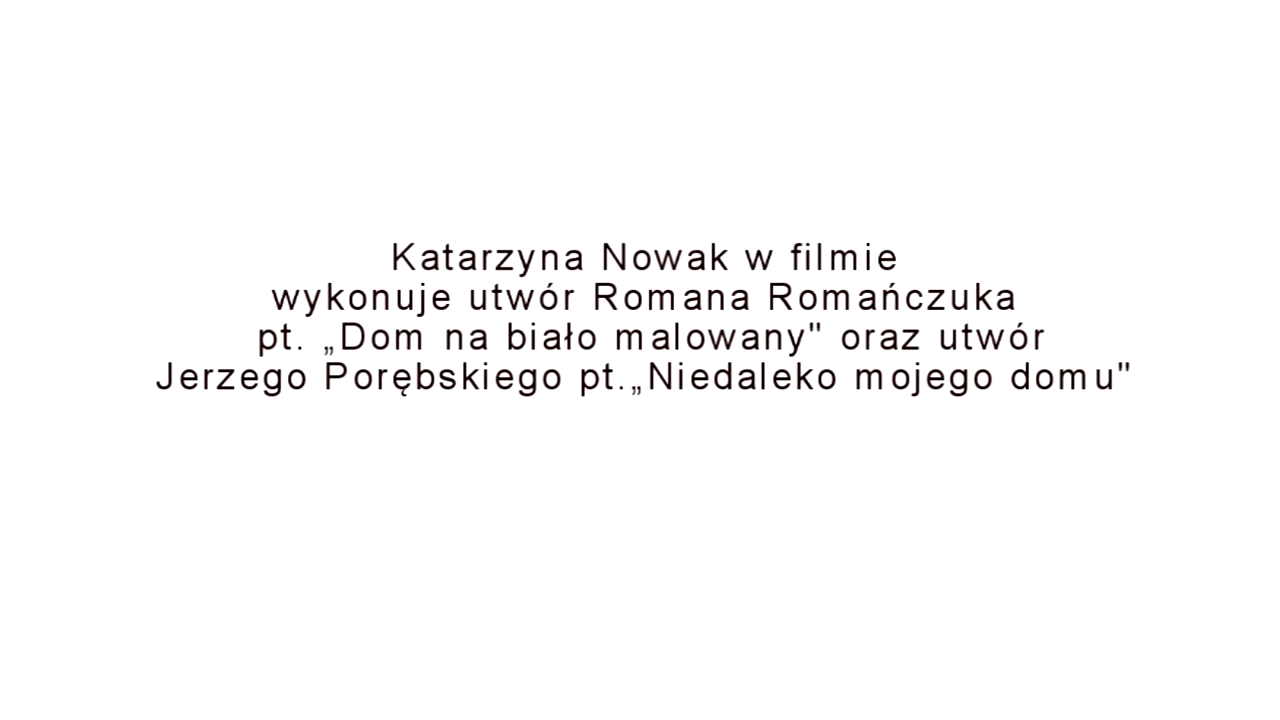 Katarzyna Nowak w filmie
wykonuje utwór Romana Romańczuka
pt. „Dom na biało malowany" oraz utwór
Jerzego Porębskiego pt.„Niedaleko mojego domu"